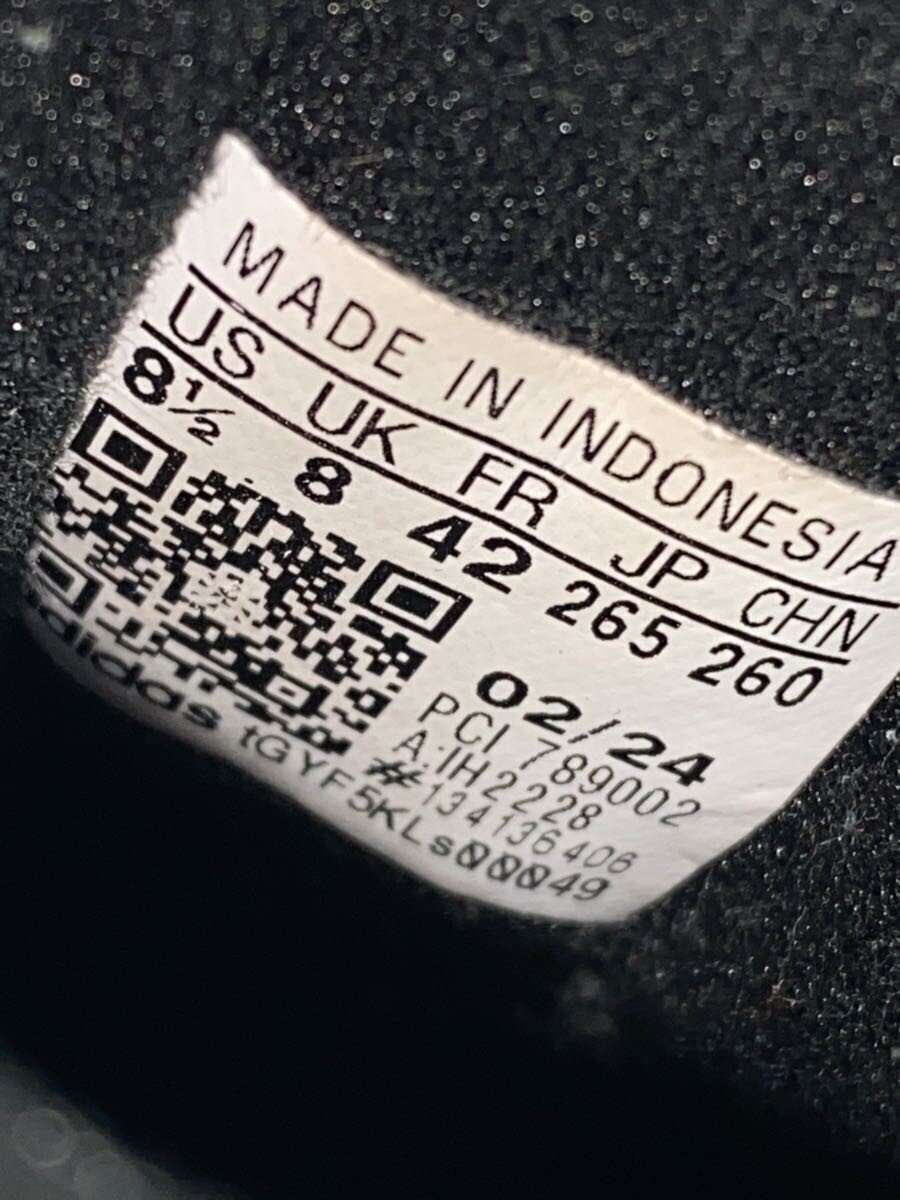 MADE IN INDONESIA
US UK FR JP CHN
8½ 8 42 265 260
02/24
PCI 789002
A:IH2228
#134136406
adidas tGYF5KLs00049